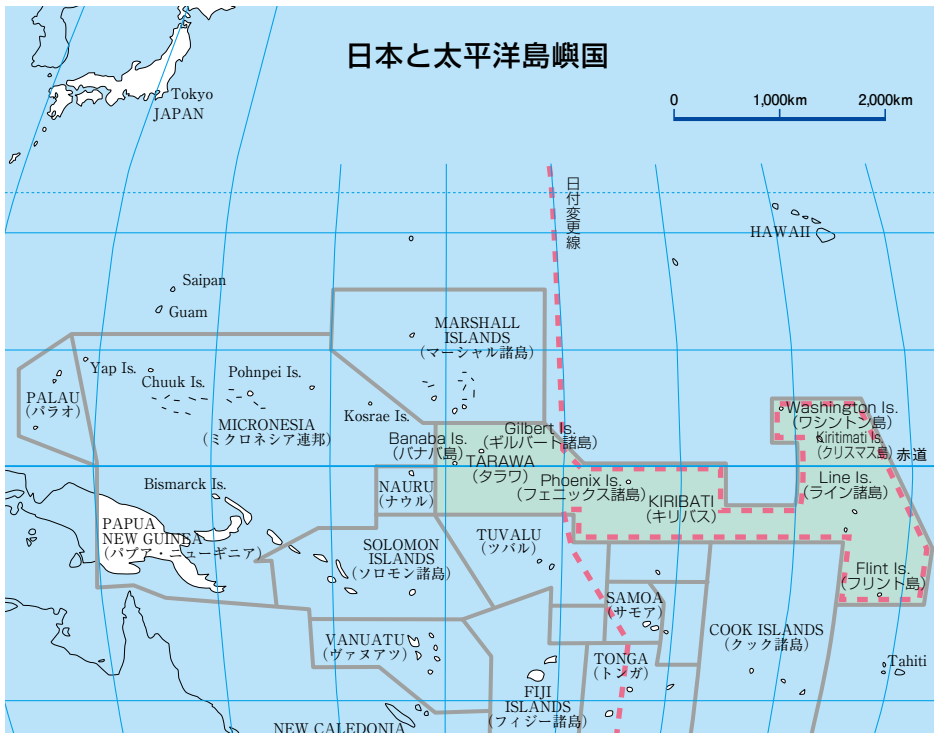 日本と太平洋島嶼国
Tokyo
JAPAN
0 1,000km 2,000km
日付変更線
HAWAII
Saipan
Guam
MARSHALL
ISLANDS
(マーシャル諸島)
Yap Is.
Chuuk Is.
Pohnpei Is.
PALAU
(パラオ)
MICRONESIA
(ミクロネシア連邦)
Kosrae Is.
Washington Is.
(ワシントン島)
Kiritimati Is.
(クリスマス島)
赤道
Gilbert Is.
(ギルバート諸島)
Banaba Is.
(バナバ島)
TARAWA
(タラワ)
NAURU
(ナウル)
Phoenix Is.
(フェニックス諸島)
KIRIBATI
(キリバス)
Line Is.
(ライン諸島)
Bismarck Is.
PAPUA
NEW GUINEA
(パプア・ニューギニア)
SOLOMON
ISLANDS
(ソロモン諸島)
TUVALU
(ツバル)
Flint Is.
(フリント島)
SAMOA
(サモア)
COOK ISLANDS
(クック諸島)
VANUATU
(ヴァヌアツ)
TONGA
(トンガ)
Tahiti
FIJI
ISLANDS
(フィジー諸島)
NEW CALEDONIA